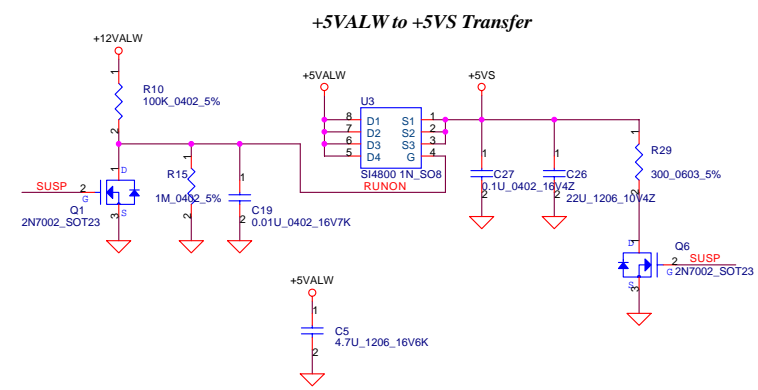 +5VALW to +5VS Transfer
+12VALW
1
R10
100K_0402_5%
2
+5VALW
U3
8 D1 S1 1
7 D2 S2 2
6 D3 S3 3
5 D4 G 4
SI4800 1N_SO8
RUNON
+5VS
1
R29
300_0603_5%
2
1
D
SUSP
2
G
S
3
Q1
2N7002_SOT23
1
R15
1M_0402_5%
2
1
C19
0.01U_0402_16V7K
2
1
C27
0.1U_0402_16V4Z
2
1
C26
22U_1206_10V4Z
2
1
D
Q6
SUSP
2
G
2N7002_SOT23
S
3
+5VALW
1
C5
4.7U_1206_16V6K
2